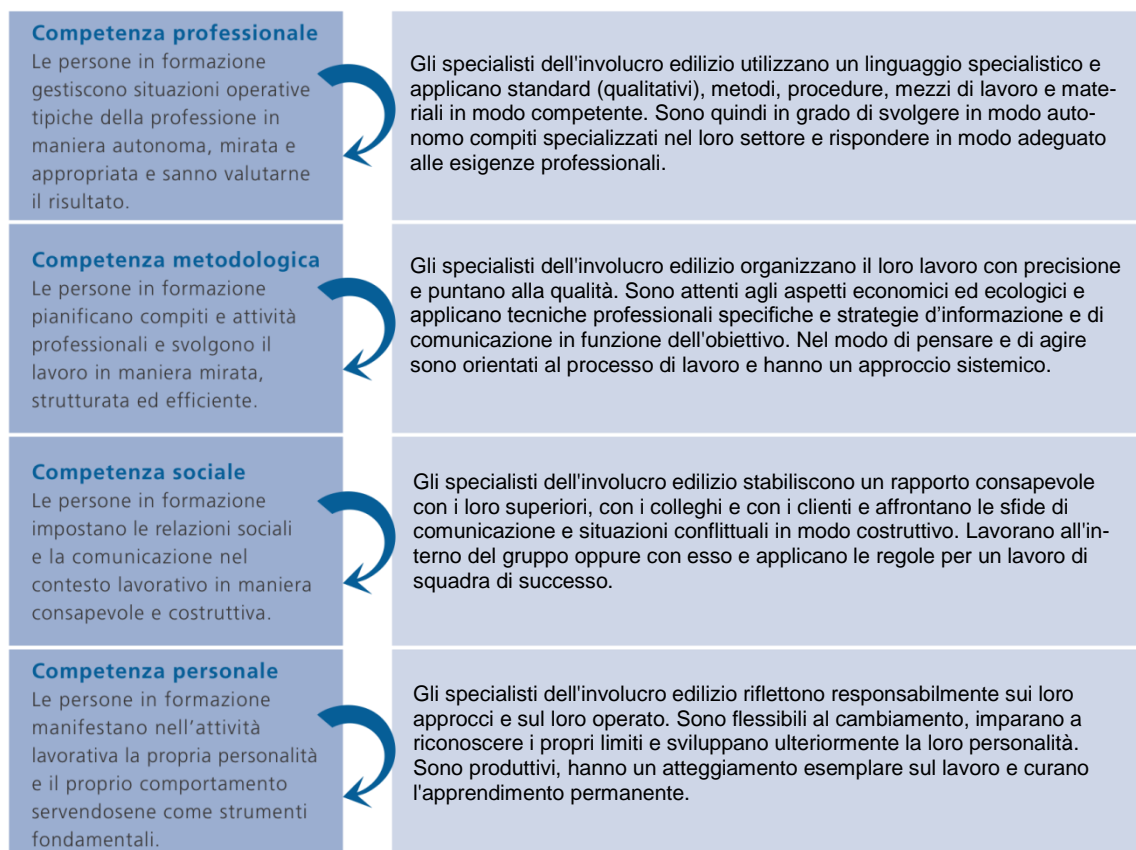 Competenza professionale
Le persone in formazione
gestiscono situazioni operative
tipiche della professione in
maniera autonoma, mirata e
appropriata e sanno valutarne
il risultato.
Gli specialisti dell'involucro edilizio utilizzano un linguaggio specialistico e
applicano standard (qualitativi), metodi, procedure, mezzi di lavoro e mate-
riali in modo competente. Sono quindi in grado di svolgere in modo auto-
nomo compiti specializzati nel loro settore e rispondere in modo adeguato
alle esigenze professionali.
Competenza metodologica
Le persone in formazione
pianificano compiti e attività
professionali e svolgono il
lavoro in maniera mirata,
strutturata ed efficiente.
Gli specialisti dell'involucro edilizio organizzano il loro lavoro con precisione
e puntano alla qualità. Sono attenti agli aspetti economici ed ecologici e
applicano tecniche professionali specifiche e strategie d’informazione e di
comunicazione in funzione dell'obiettivo. Nel modo di pensare e di agire
sono orientati al processo di lavoro e hanno un approccio sistemico.
Competenza sociale
Le persone in formazione
impostano le relazioni sociali
e la comunicazione nel
contesto lavorativo in maniera
consapevole e costruttiva.
Gli specialisti dell'involucro edilizio stabiliscono un rapporto consapevole
con i loro superiori, con i colleghi e con i clienti e affrontano le sfide di
comunicazione e situazioni conflittuali in modo costruttivo. Lavorano all'in-
terno del gruppo oppure con esso e applicano le regole per un lavoro di
squadra di successo.
Competenza personale
Le persone in formazione
manifestano nell’attività
lavorativa la propria personalità
e il proprio comportamento
servendosene come strumenti
fondamentali.
Gli specialisti dell'involucro edilizio riflettono responsabilmente sui loro
approcci e sul loro operato. Sono flessibili al cambiamento, imparano a
riconoscere i propri limiti e sviluppano ulteriormente la loro personalità.
Sono produttivi, hanno un atteggiamento esemplare sul lavoro e curano
l'apprendimento permanente.